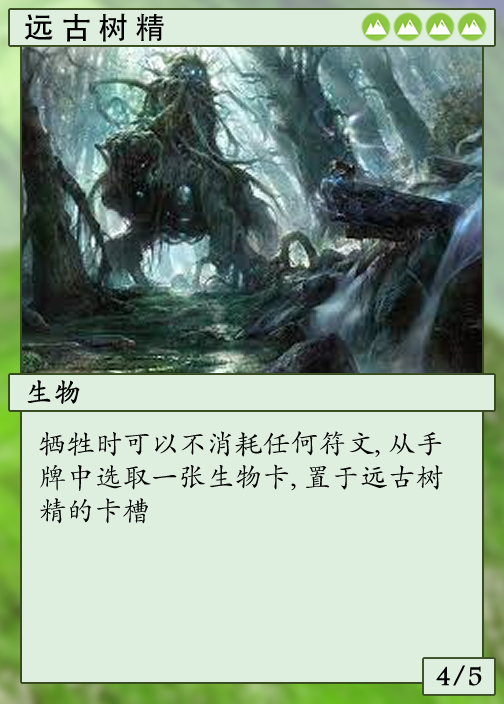 远古树精
生物
牺牲时可以不消耗任何符文,从手
牌中选取一张生物卡,置于远古树
精的卡槽
4/5